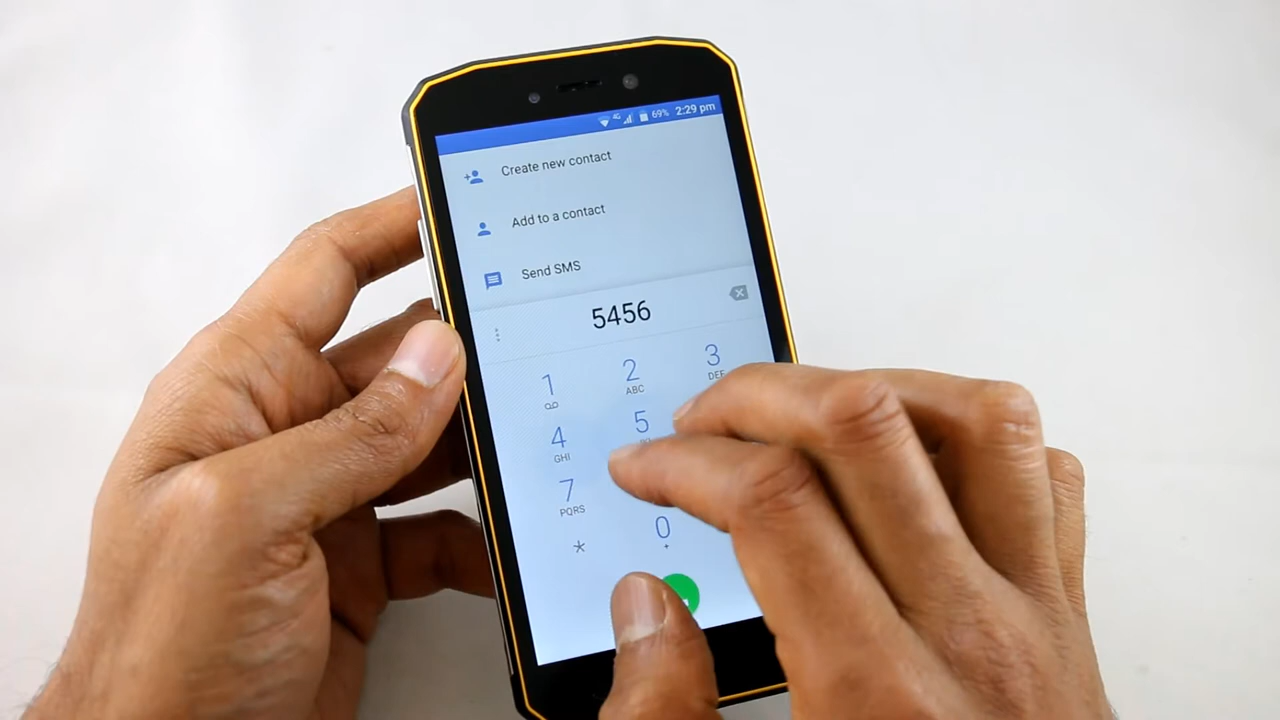 4G 69% 2:29 pm
Create new contact
Add to a contact
Send SMS
5456
1 2 3
ABC DEF
4 5
GHI
7
PQRS
* 0
+